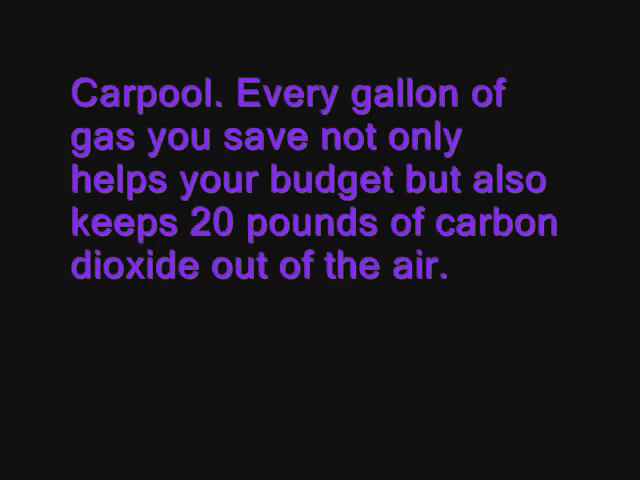 Carpool. Every gallon of
gas you save not only
helps your budget but also
keeps 20 pounds of carbon
dioxide out of the air.